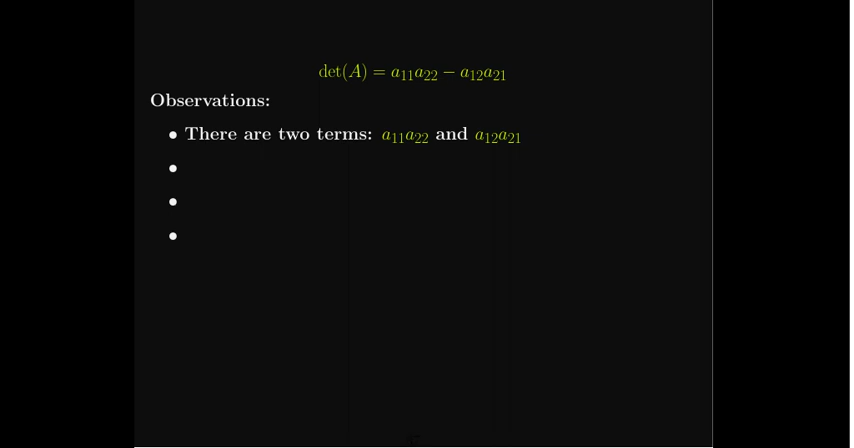 det(A) = a₁₁a₂₂ − a₁₂a₂₁
Observations:
• There are two terms: a₁₁a₂₂ and a₁₂a₂₁
•
•
•